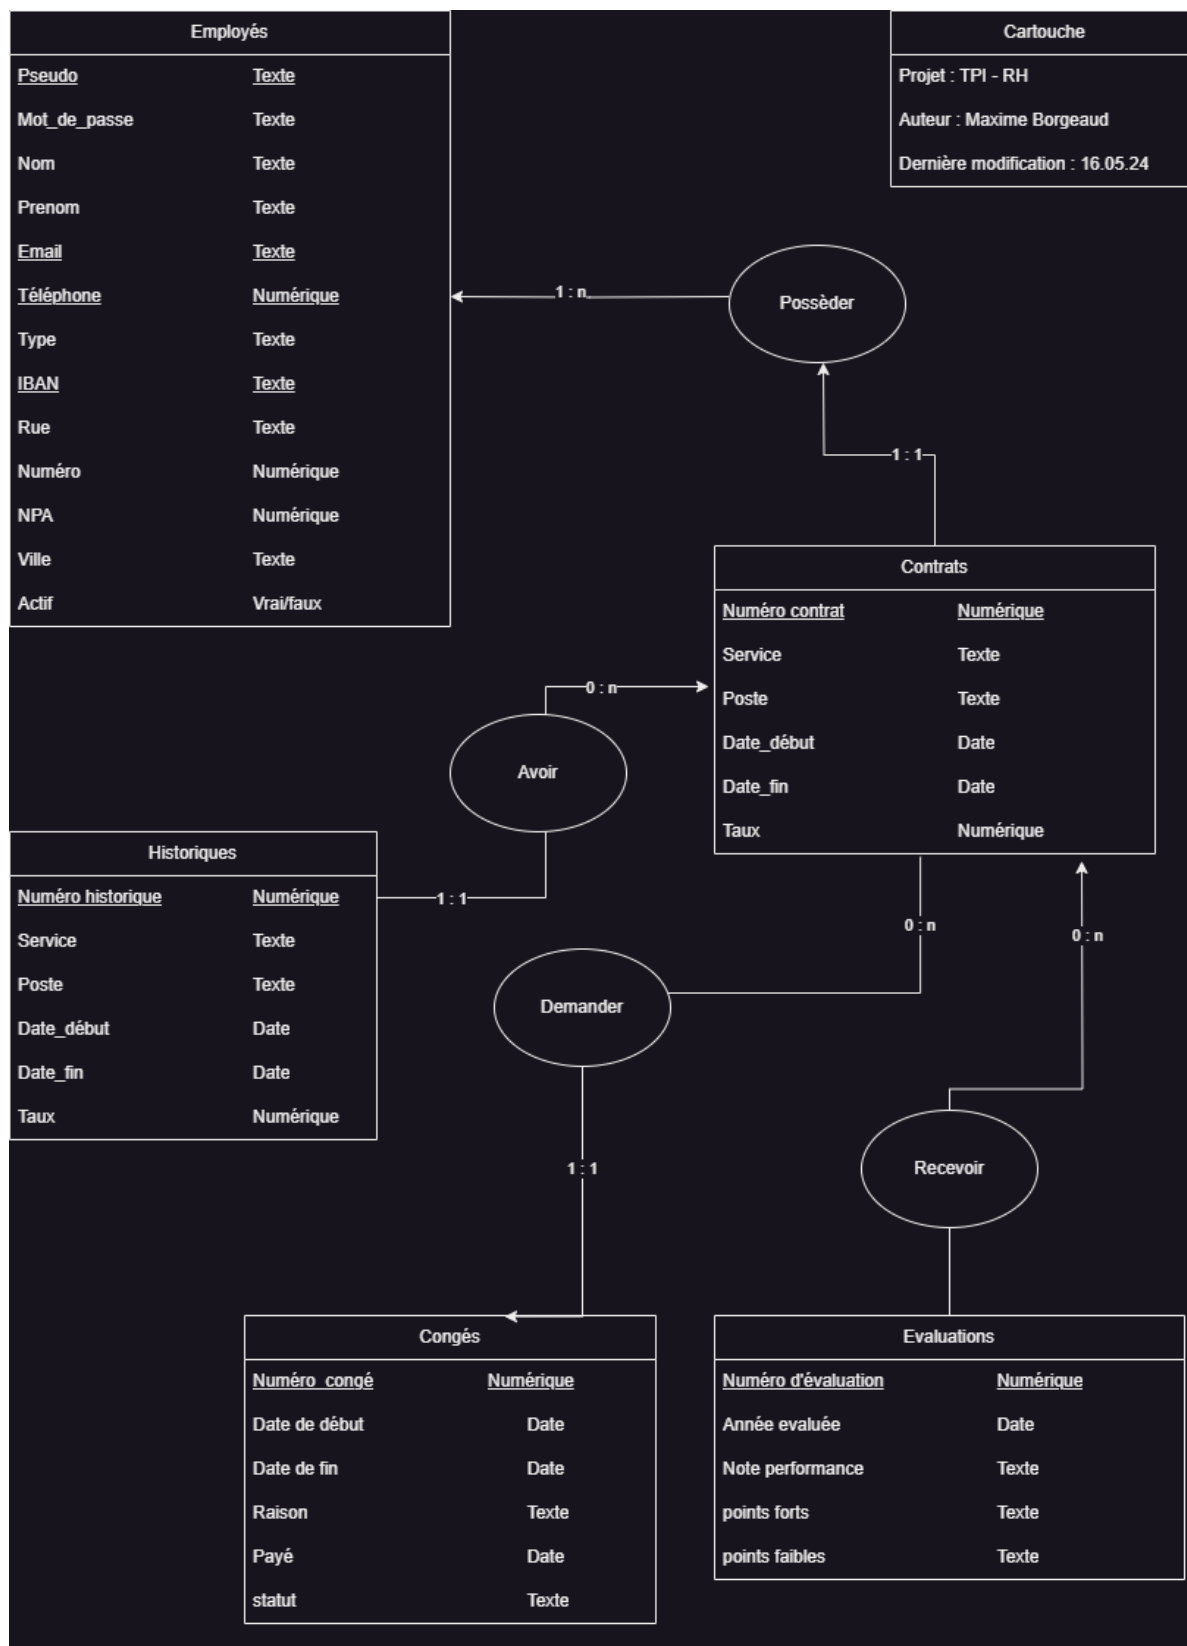 Employés
Pseudo Texte
Mot_de_passe Texte
Nom Texte
Prenom Texte
Email Texte
Téléphone Numérique
Type Texte
IBAN Texte
Rue Texte
Numéro Numérique
NPA Numérique
Ville Texte
Actif Vrai/faux
Cartouche
Projet : TPI - RH
Auteur : Maxime Borgeaud
Dernière modification : 16.05.24
1 : n
Possèder
1 : 1
Contrats
Numéro contrat Numérique
Service Texte
Poste Texte
Date_début Date
Date_fin Date
Taux Numérique
0 : n
Avoir
1 : 1
Historiques
Numéro historique Numérique
Service Texte
Poste Texte
Date_début Date
Date_fin Date
Taux Numérique
0 : n
Demander
1 : 1
0 : n
Recevoir
Congés
Numéro_congé Numérique
Date de début Date
Date de fin Date
Raison Texte
Payé Date
statut Texte
Evaluations
Numéro d'évaluation Numérique
Année evaluée Date
Note performance Texte
points forts Texte
points faibles Texte